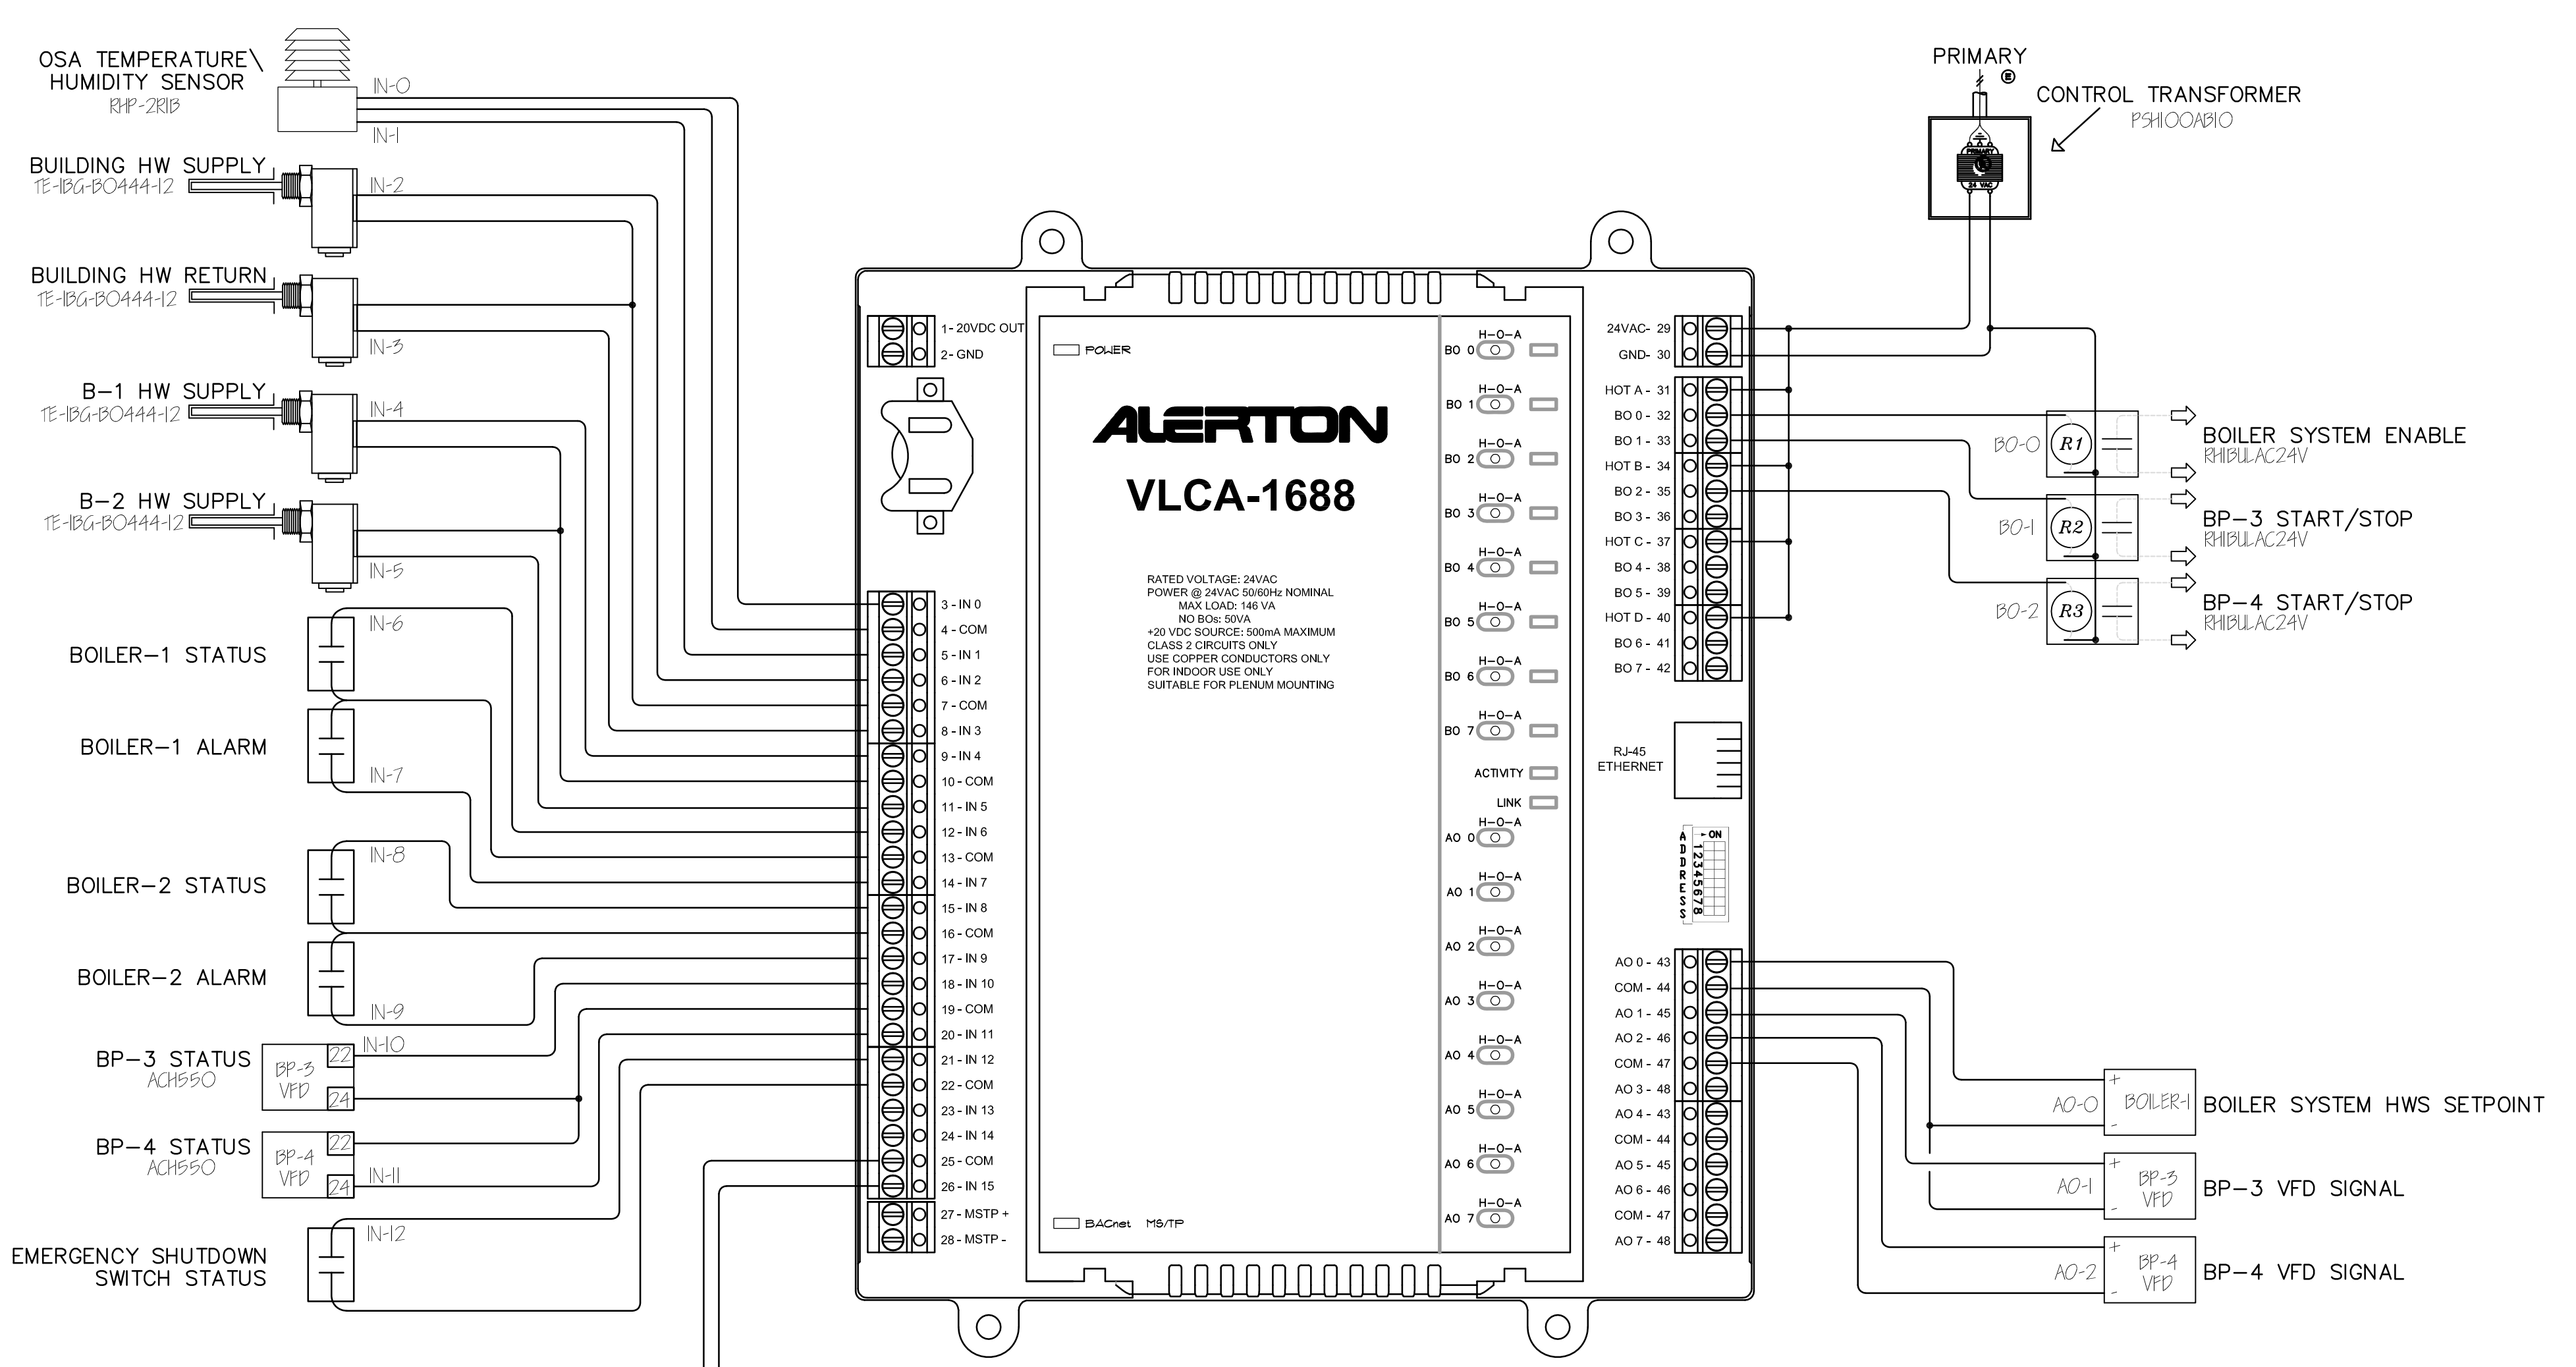 OSA TEMPERATURE\
HUMIDITY SENSOR
RHP-2R1B
IN-0
IN-1
BUILDING HW SUPPLY
TE-IBG-B0444-12
IN-2
BUILDING HW RETURN
TE-IBG-B0444-12
IN-3
B-1 HW SUPPLY
TE-IBG-B0444-12
IN-4
B-2 HW SUPPLY
TE-IBG-B0444-12
IN-5
IN-6
BOILER-1 STATUS
BOILER-1 ALARM
IN-7
IN-8
BOILER-2 STATUS
BOILER-2 ALARM
IN-9
IN-10
BP-3 STATUS
ACH550
BP-3
VFD
22
24
BP-4 STATUS
ACH550
BP-4
VFD
22
24
IN-11
IN-12
EMERGENCY SHUTDOWN
SWITCH STATUS
1- 20VDC OUT
2- GND
3 - IN 0
4 - COM
5 - IN 1
6 - IN 2
7 - COM
8 - IN 3
9 - IN 4
10 - COM
11 - IN 5
12 - IN 6
13 - COM
14 - IN 7
15 - IN 8
16 - COM
17 - IN 9
18 - IN 10
19 - COM
20 - IN 11
21 - IN 12
22 - COM
23 - IN 13
24 - IN 14
25 - COM
26 - IN 15
27 - MSTP +
28 - MSTP -
POWER
ALERTON
VLCA-1688
RATED VOLTAGE: 24VAC
POWER @ 24VAC 50/60Hz NOMINAL
MAX LOAD: 146 VA
NO BOs: 50VA
+20 VDC SOURCE: 500mA MAXIMUM
CLASS 2 CIRCUITS ONLY
USE COPPER CONDUCTORS ONLY
FOR INDOOR USE ONLY
SUITABLE FOR PLENUM MOUNTING
BACnet MS/TP
H-O-A
BO 0
H-O-A
BO 1
H-O-A
BO 2
H-O-A
BO 3
H-O-A
BO 4
H-O-A
BO 5
H-O-A
BO 6
H-O-A
BO 7
ACTIVITY
LINK
H-O-A
AO 0
H-O-A
AO 1
H-O-A
AO 2
H-O-A
AO 3
H-O-A
AO 4
H-O-A
AO 5
H-O-A
AO 6
H-O-A
AO 7
24VAC- 29
GND- 30
HOT A - 31
BO 0 - 32
BO 1 - 33
HOT B - 34
BO 2 - 35
BO 3 - 36
HOT C - 37
BO 4 - 38
BO 5 - 39
HOT D - 40
BO 6 - 41
BO 7 - 42
RJ-45
ETHERNET
ADDRESS
ON
12345678
AO 0 - 43
COM - 44
AO 1 - 45
AO 2 - 46
COM - 47
AO 3 - 48
AO 4 - 43
COM - 44
AO 5 - 45
AO 6 - 46
COM - 47
AO 7 - 48
PRIMARY
E
CONTROL TRANSFORMER
PSH100AB10
PRIMARY
24 VAC
BO-0
R1
BOILER SYSTEM ENABLE
RHIBULAC24V
BO-1
R2
BP-3 START/STOP
RHIBULAC24V
BO-2
R3
BP-4 START/STOP
RHIBULAC24V
AO-0
+
BOILER-1
-
BOILER SYSTEM HWS SETPOINT
AO-1
+
BP-3
VFD
-
BP-3 VFD SIGNAL
AO-2
+
BP-4
VFD
-
BP-4 VFD SIGNAL